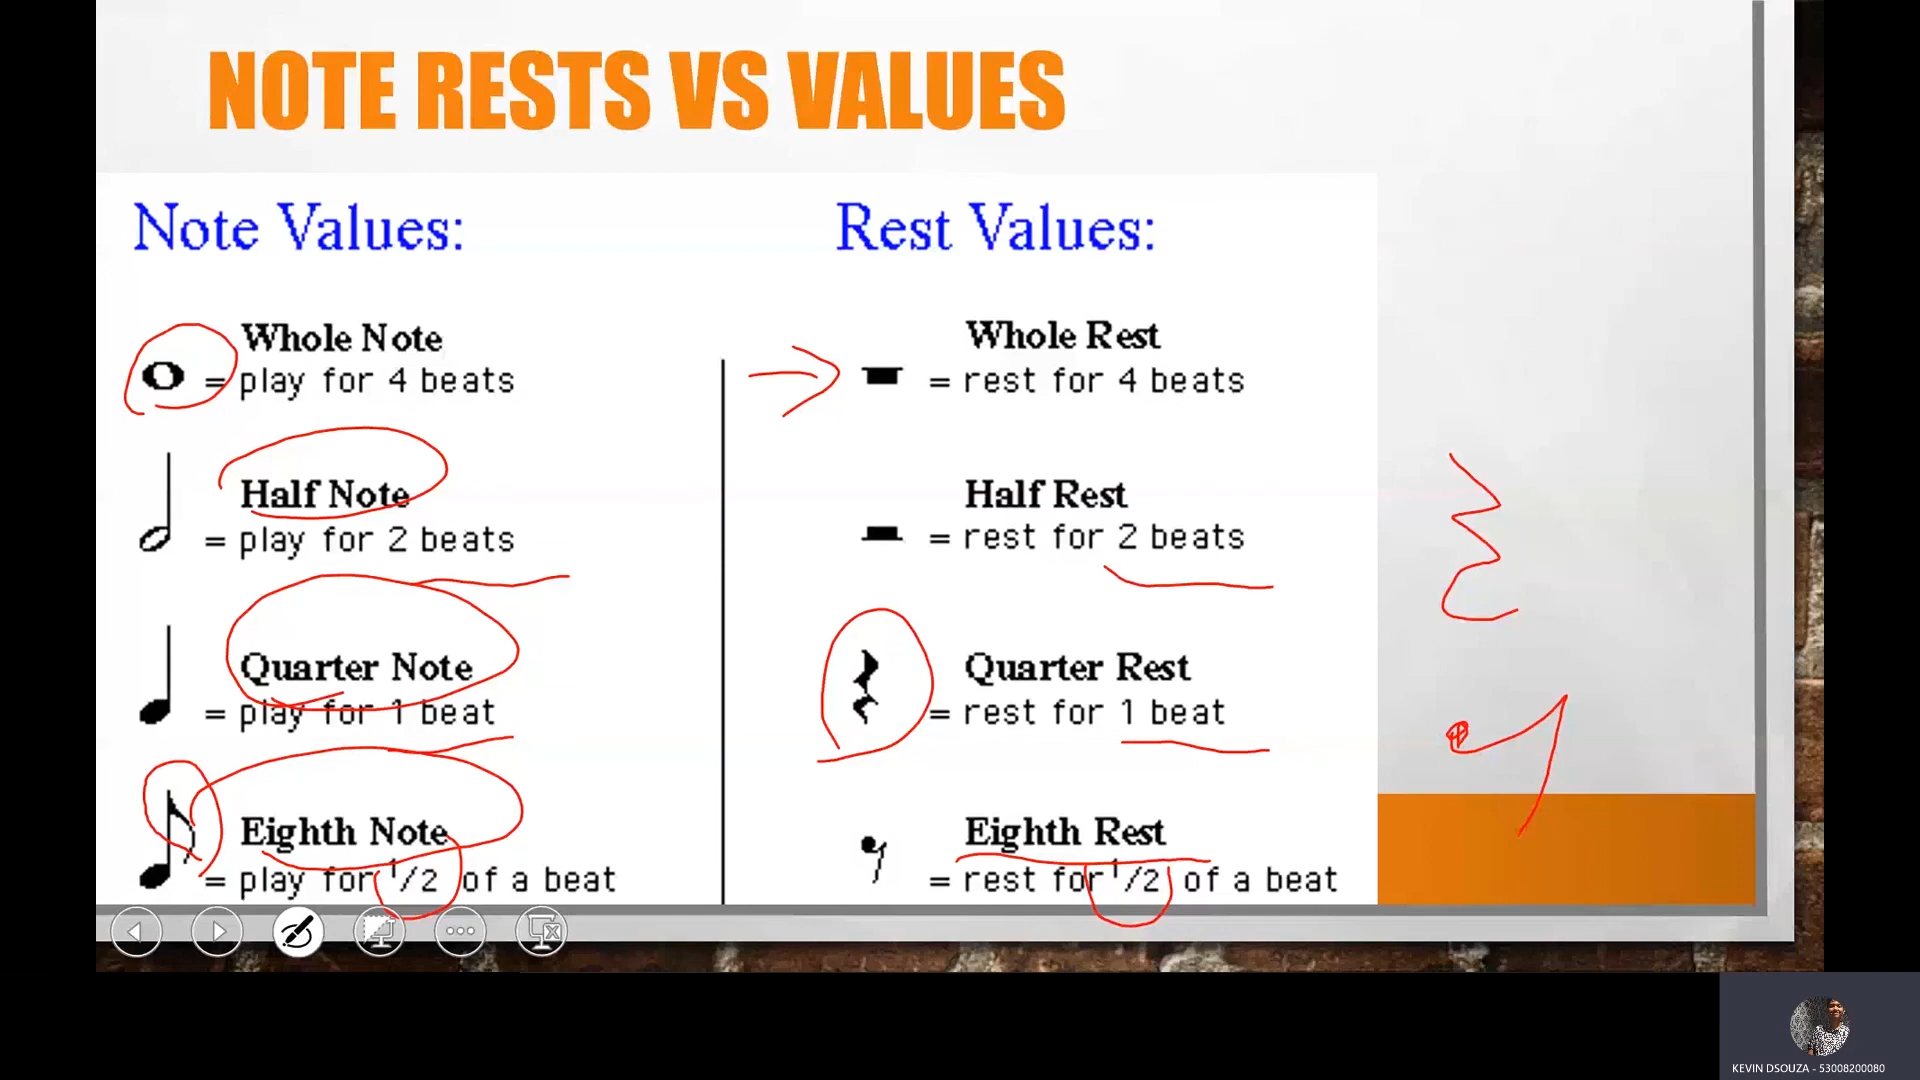 NOTE RESTS VS VALUES
Note Values:
Whole Note
= play for 4 beats
Half Note
= play for 2 beats
Quarter Note
= play for 1 beat
Eighth Note
= play for 1/2 of a beat
Rest Values:
Whole Rest
= rest for 4 beats
Half Rest
= rest for 2 beats
Quarter Rest
= rest for 1 beat
Eighth Rest
= rest for 1/2 of a beat
KEVIN DSOUZA - 53008200080